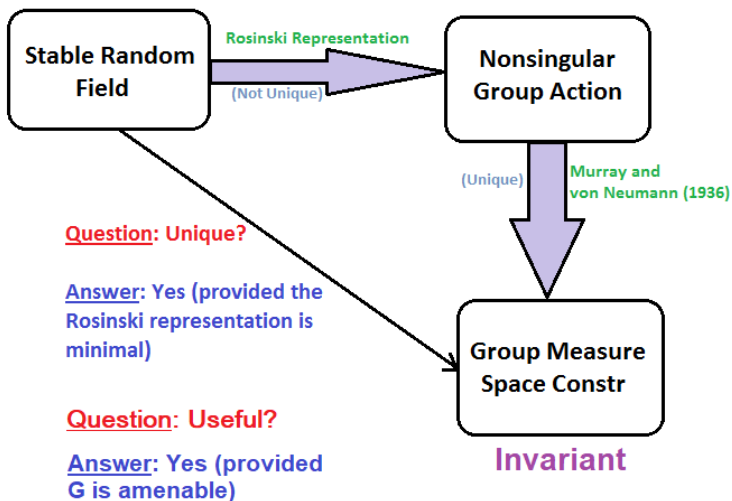 Stable Random
Field
Rosinski Representation
(Not Unique)
Nonsingular
Group Action
(Unique)
Murray and
von Neumann (1936)
Question: Unique?
Answer: Yes (provided the
Rosinski representation is
minimal)
Group Measure
Space Constr
Invariant
Question: Useful?
Answer: Yes (provided
G is amenable)